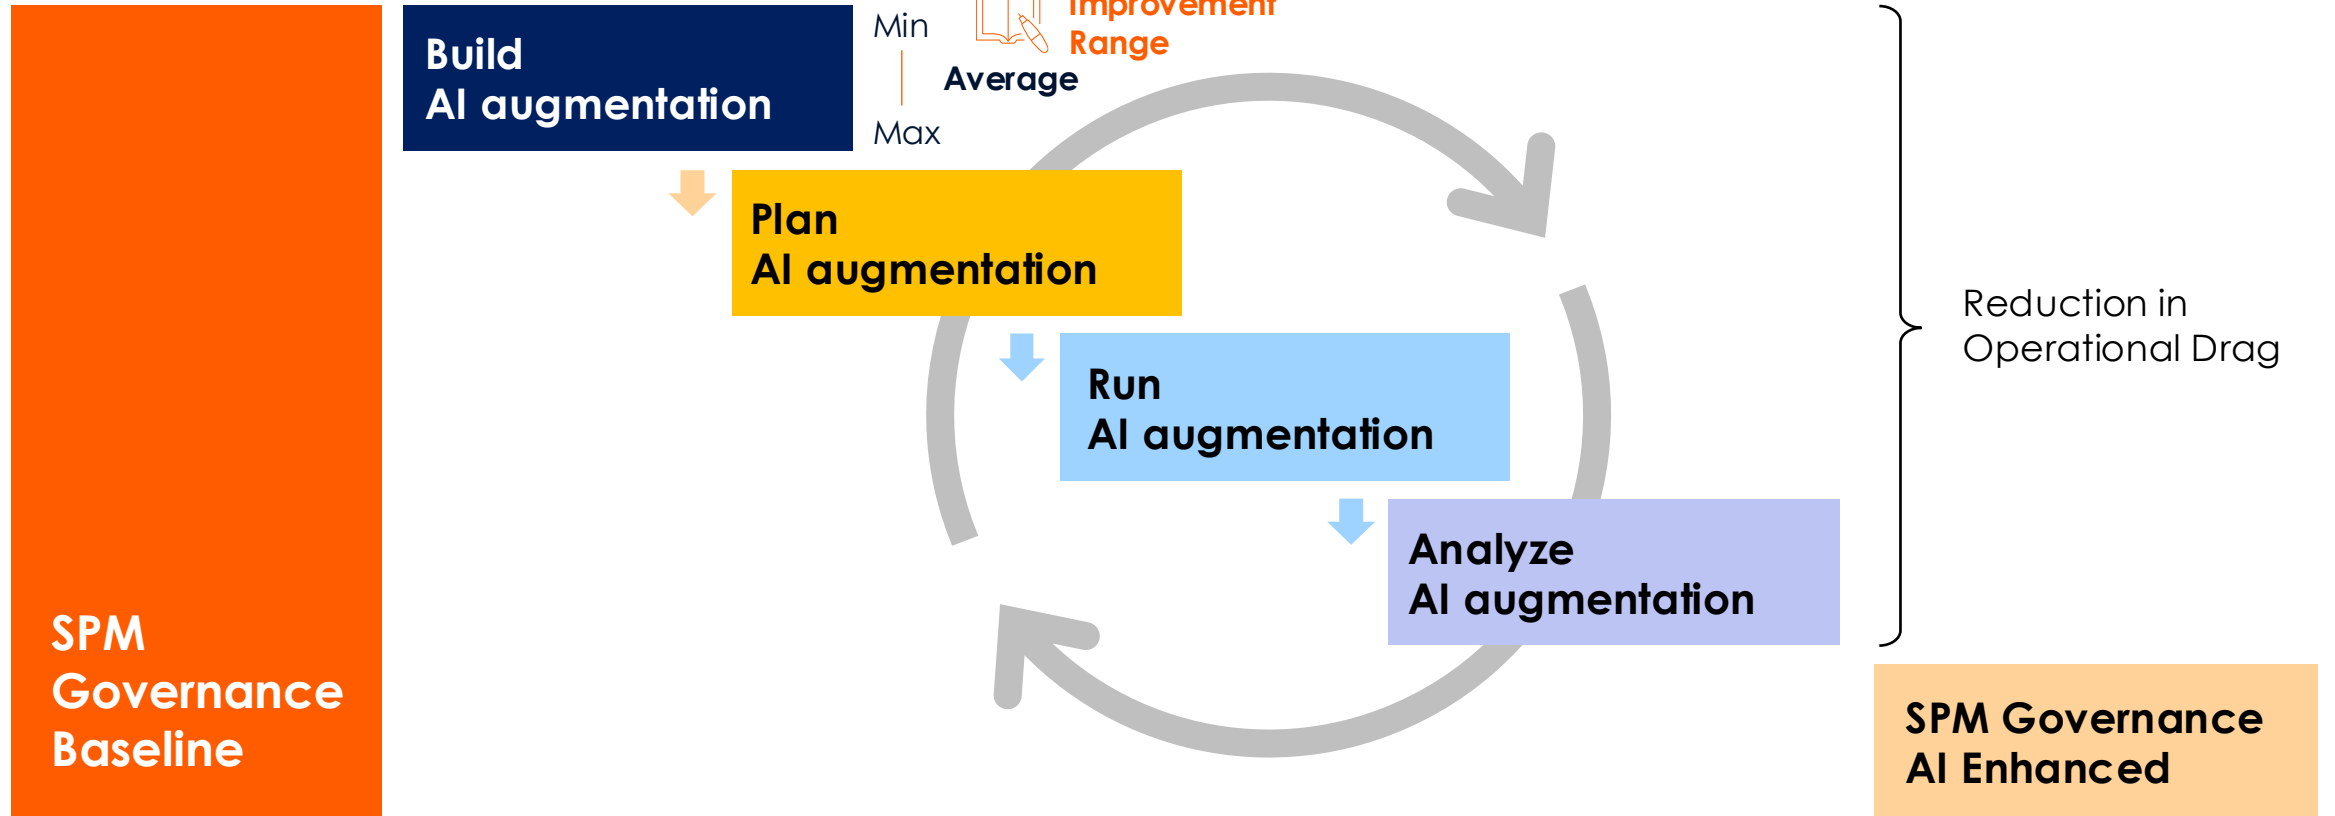 Build
AI augmentation
Min
Average
Max
Improvement
Range
Plan
AI augmentation
Run
AI augmentation
Analyze
AI augmentation
Reduction in
Operational Drag
SPM
Governance
Baseline
SPM Governance
AI Enhanced